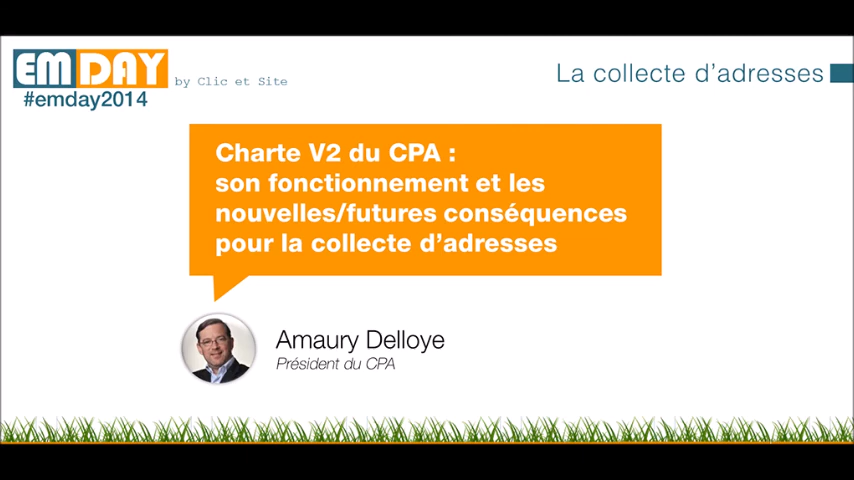 EMDAY by Clic et Site
#emday2014
La collecte d'adresses
Charte V2 du CPA :
son fonctionnement et les
nouvelles/futures conséquences
pour la collecte d'adresses
Amaury Delloye
Président du CPA